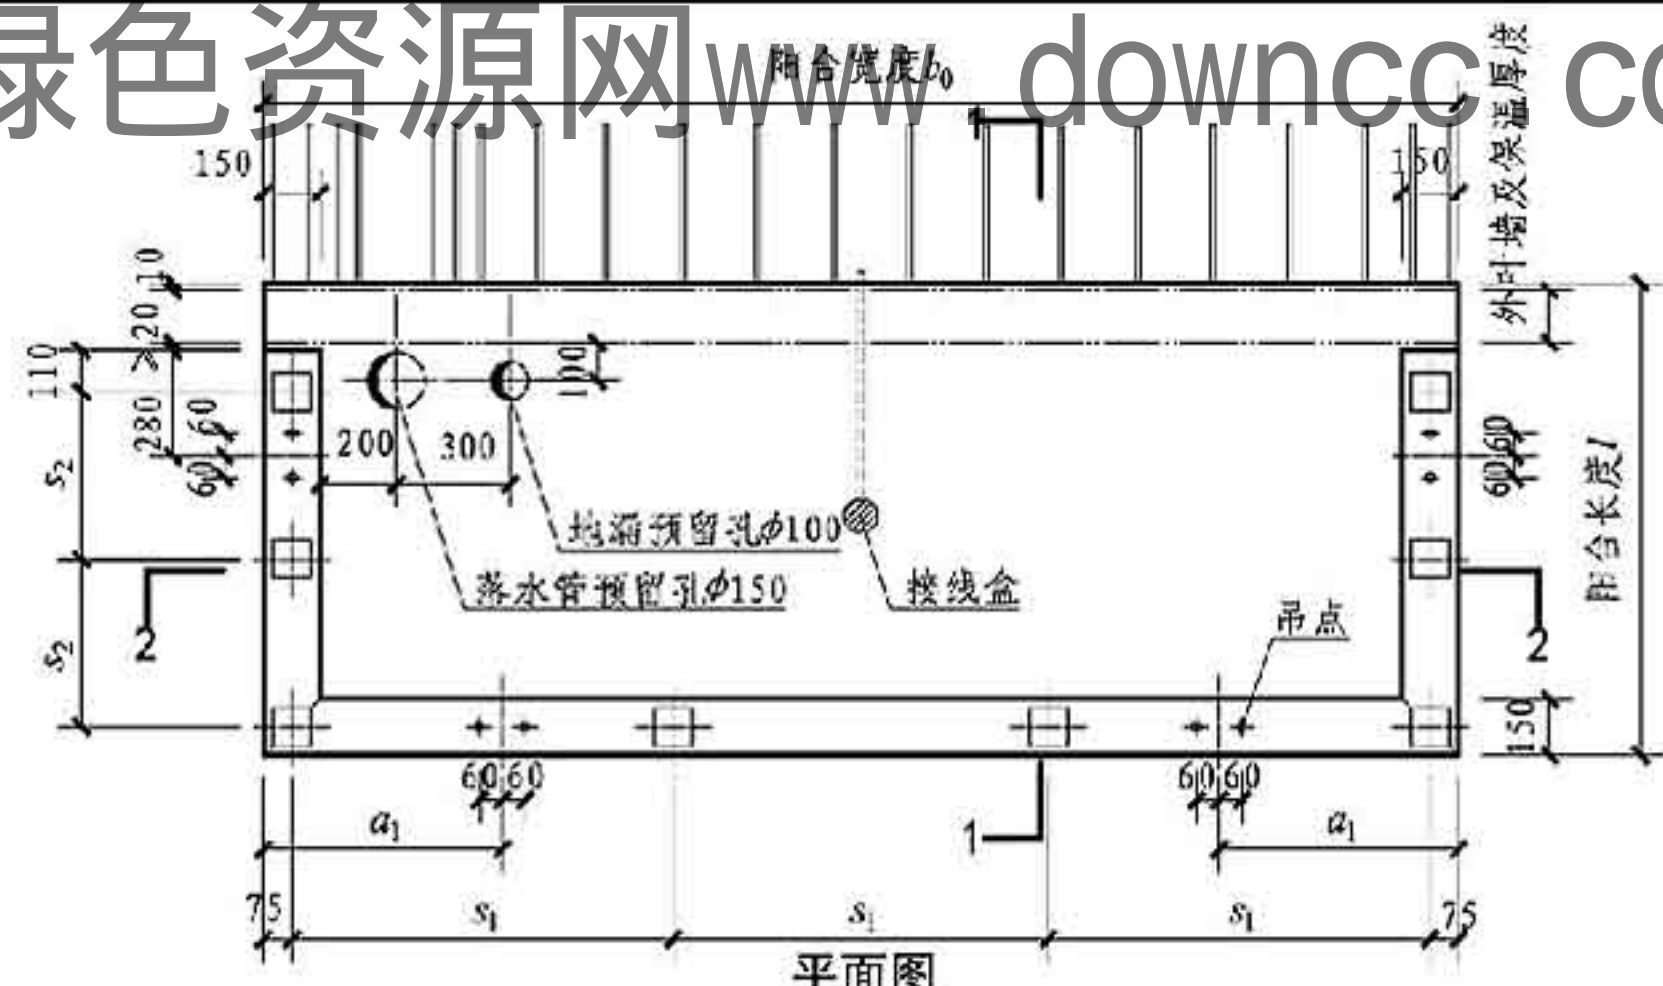 绿色资源网www downcc co
阳台宽度b₀
1
外叶墙及保温厚度
150
150
10
≥20
110
280
60
60
200
300
100
60
60
s₂
地漏预留孔ϕ100
落水管预留孔ϕ150
接线盒
吊点
阳台长度l
2
2
s₂
150
60 60
60 60
a₁
1
a₁
75
s₁
s₁
s₁
75
平面图